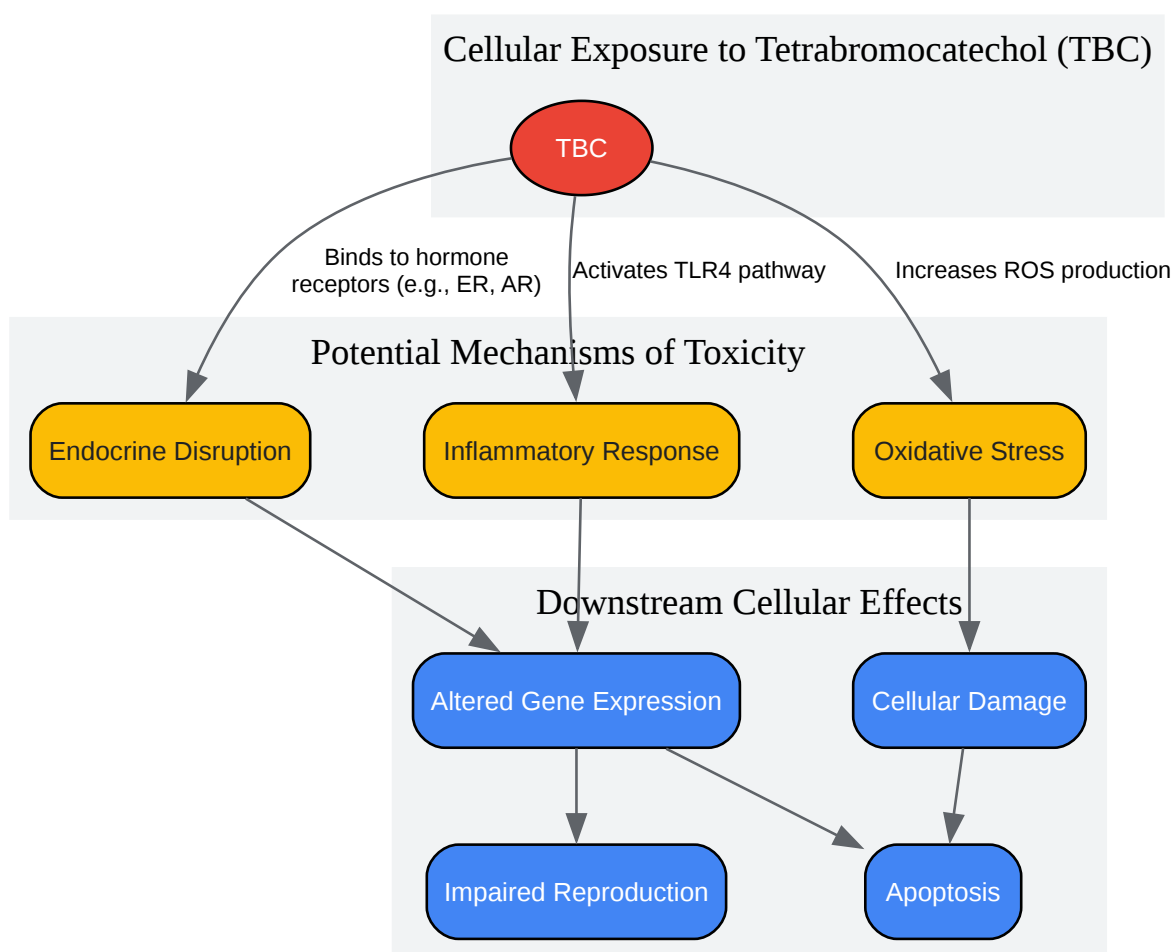 Cellular Exposure to Tetrabromocatechol (TBC)
TBC
Binds to hormone
receptors (e.g., ER, AR)
Activates TLR4 pathway
Increases ROS production
Potential Mechanisms of Toxicity
Endocrine Disruption
Inflammatory Response
Oxidative Stress
Downstream Cellular Effects
Altered Gene Expression
Cellular Damage
Impaired Reproduction
Apoptosis